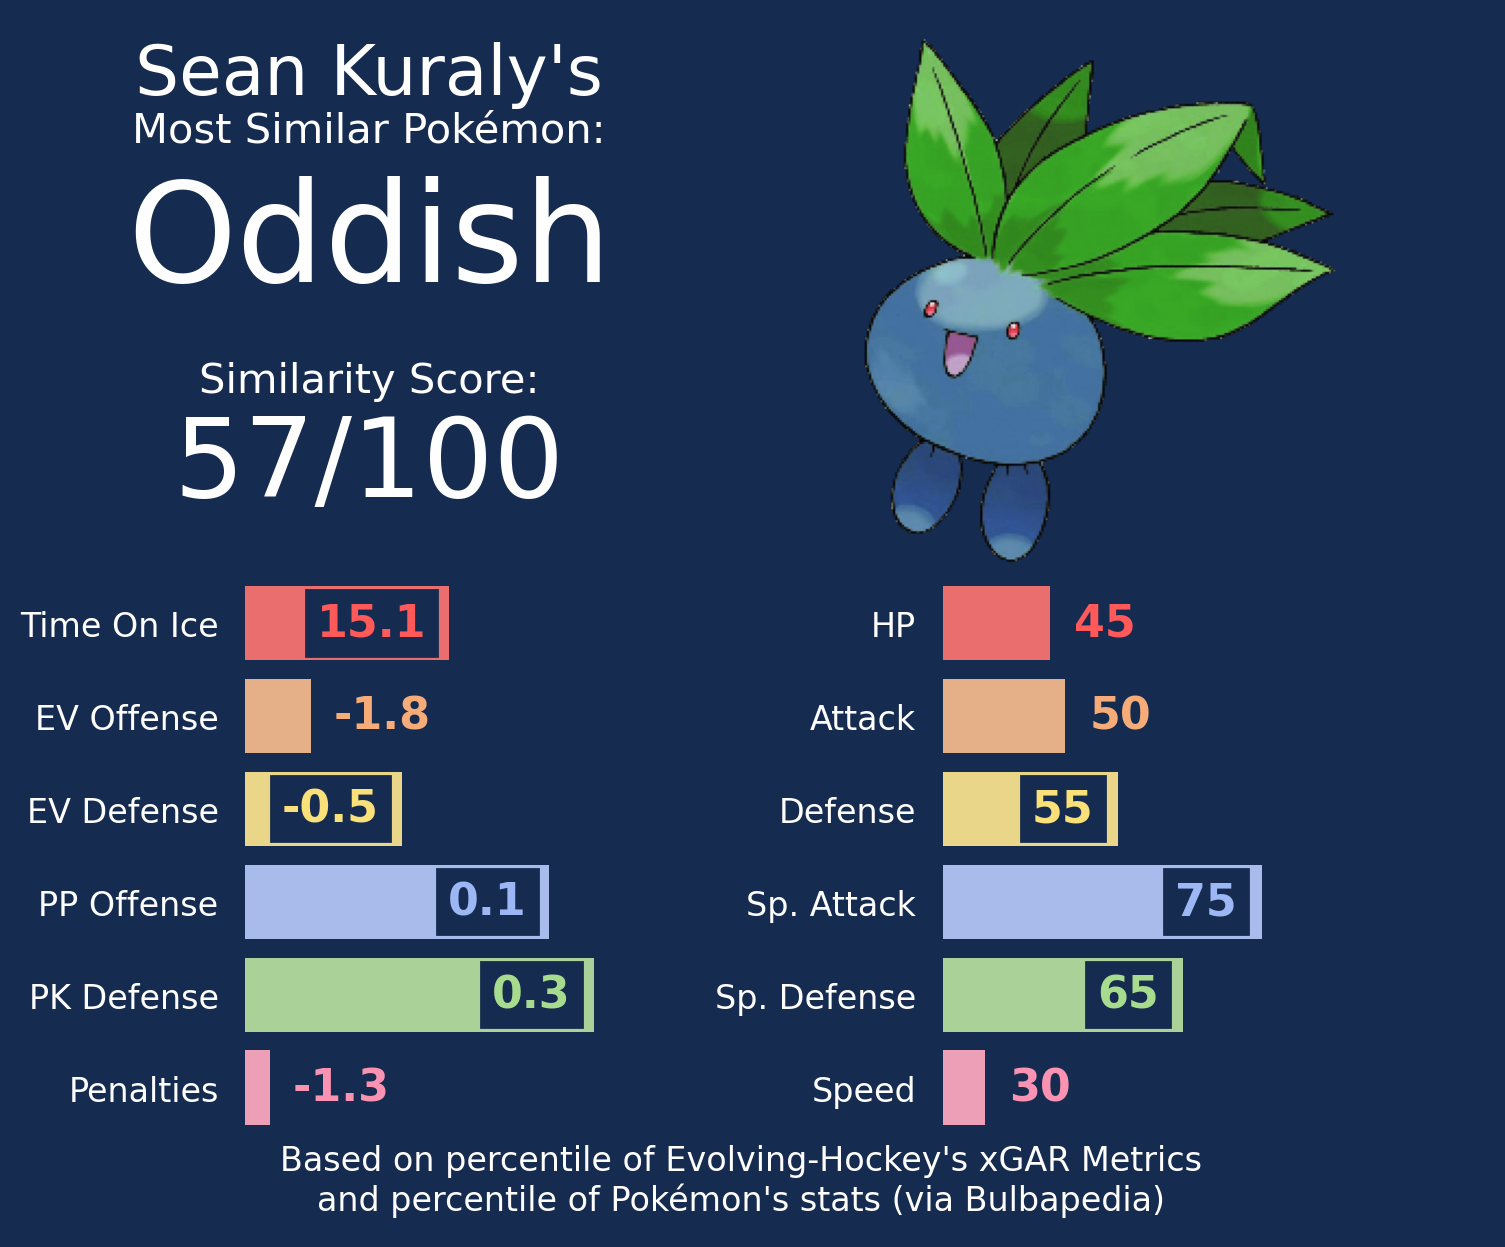 Sean Kuraly's
Most Similar Pokémon:
Oddish
Similarity Score:
57/100
Time On Ice 15.1
EV Offense -1.8
EV Defense -0.5
PP Offense 0.1
PK Defense 0.3
Penalties -1.3
HP 45
Attack 50
Defense 55
Sp. Attack 75
Sp. Defense 65
Speed 30
Based on percentile of Evolving-Hockey's xGAR Metrics
and percentile of Pokémon's stats (via Bulbapedia)